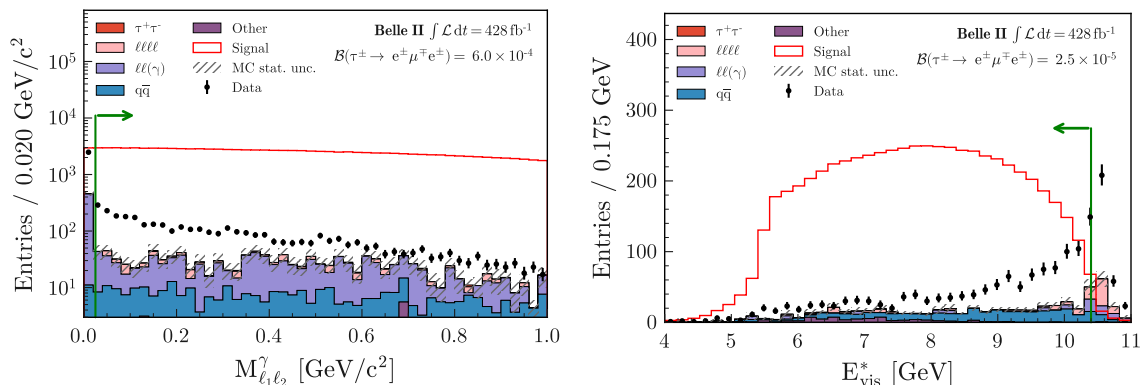 τ⁺τ⁻
ℓℓℓℓ
ℓℓ(γ)
qq̅
Other
Signal
MC stat. unc.
Data
Belle II ∫ℒ dt = 428 fb⁻¹
ℬ(τ± → e±μ∓e±) = 6.0 × 10⁻⁴
Entries / 0.020 GeV/c²
10⁵
10⁴
10³
10²
10¹
0.0 0.2 0.4 0.6 0.8 1.0
M^γ_ℓ₁ℓ₂ [GeV/c²]
τ⁺τ⁻
ℓℓℓℓ
ℓℓ(γ)
qq̅
Other
Signal
MC stat. unc.
Data
Belle II ∫ℒ dt = 428 fb⁻¹
ℬ(τ± → e±μ∓e±) = 2.5 × 10⁻⁵
Entries / 0.175 GeV
400
300
200
100
0
4 5 6 7 8 9 10 11
E*_vis [GeV]